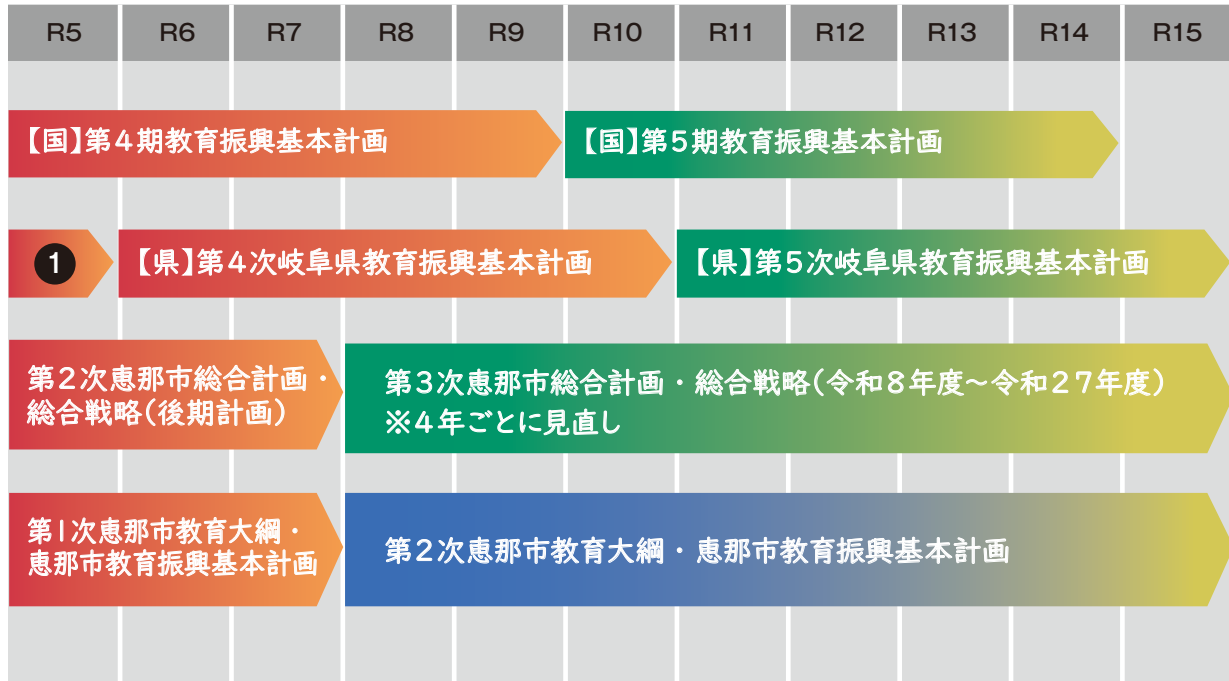 R5 R6 R7 R8 R9 R10 R11 R12 R13 R14 R15
【国】第4期教育振興基本計画 【国】第5期教育振興基本計画
1 【県】第4次岐阜県教育振興基本計画 【県】第5次岐阜県教育振興基本計画
第2次恵那市総合計画・
総合戦略(後期計画)
第3次恵那市総合計画・総合戦略(令和8年度～令和27年度)
※4年ごとに見直し
第1次恵那市教育大綱・
恵那市教育振興基本計画
第2次恵那市教育大綱・恵那市教育振興基本計画